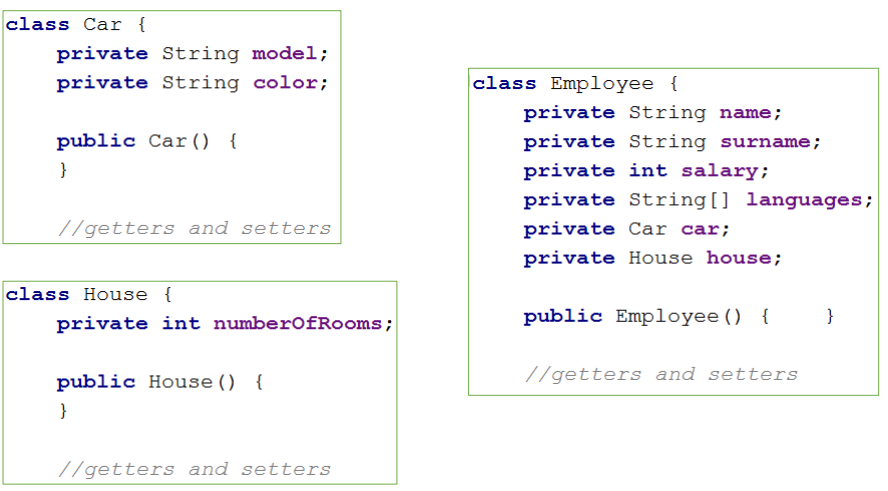 class Car {
    private String model;
    private String color;
    public Car() {
    }
    //getters and setters
class House {
    private int numberOfRooms;
    public House() {
    }
    //getters and setters
class Employee {
    private String name;
    private String surname;
    private int salary;
    private String[] languages;
    private Car car;
    private House house;
    public Employee() {    }
    //getters and setters